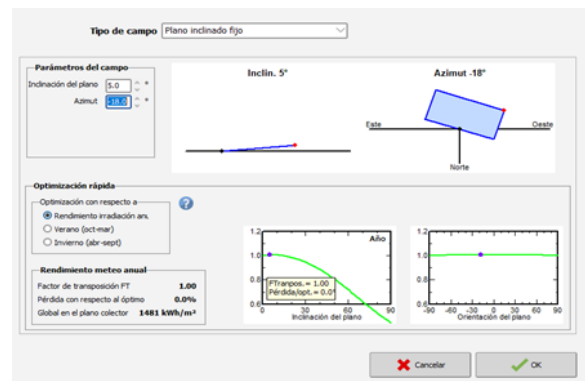 Tipo de campo Plano inclinado fijo
Parámetros del campo
Inclinación del plano 5.0 °
Azimut -18.0 °
Inclin. 5°
Azimut -18°
Este
Oeste
Norte
Optimización rápida
Optimización con respecto a
Rendimiento irradiación anu.
Verano (oct-mar)
Invierno (abr-sept)
?
Rendimiento meteo anual
Factor de transposición FT 1.00
Pérdida con respecto al óptimo 0.0%
Global en el plano colector 1481 kWh/m²
Año
1.2
1.0
0.8
0.6
FTranpos.= 1.00
Pérdida/opt.= 0.0°
0 30 60 90
Inclinación del plano
1.2
1.0
0.8
0.6
-90 -60 -30 0 30 60 90
Orientación del plano
Cancelar
OK